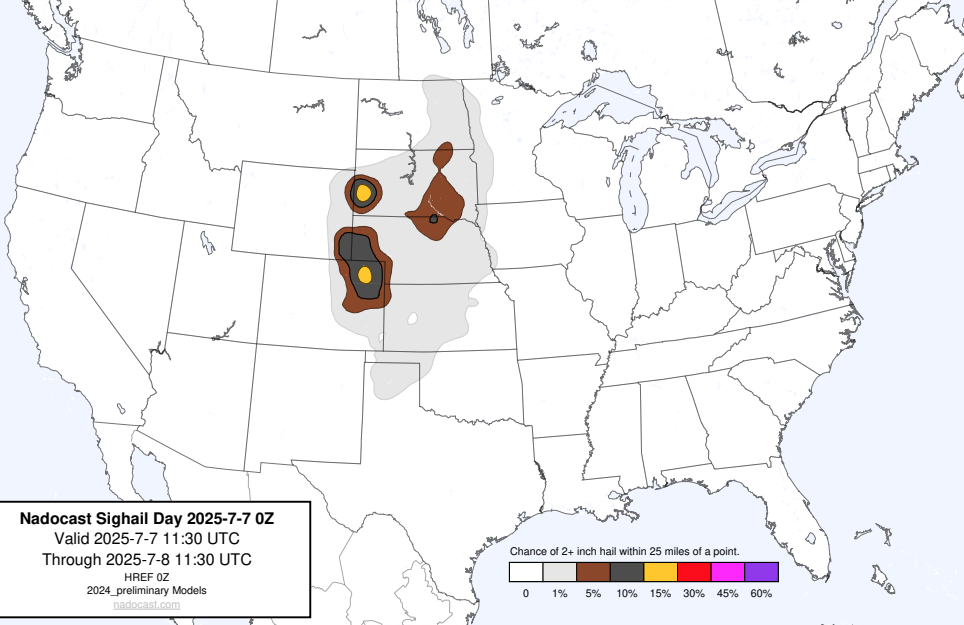 Nadocast Sighail Day 2025-7-7 0Z
Valid 2025-7-7 11:30 UTC
Through 2025-7-8 11:30 UTC
HREF 0Z
2024_preliminary Models
nadocast.com
Chance of 2+ inch hail within 25 miles of a point.
0 1% 5% 10% 15% 30% 45% 60%